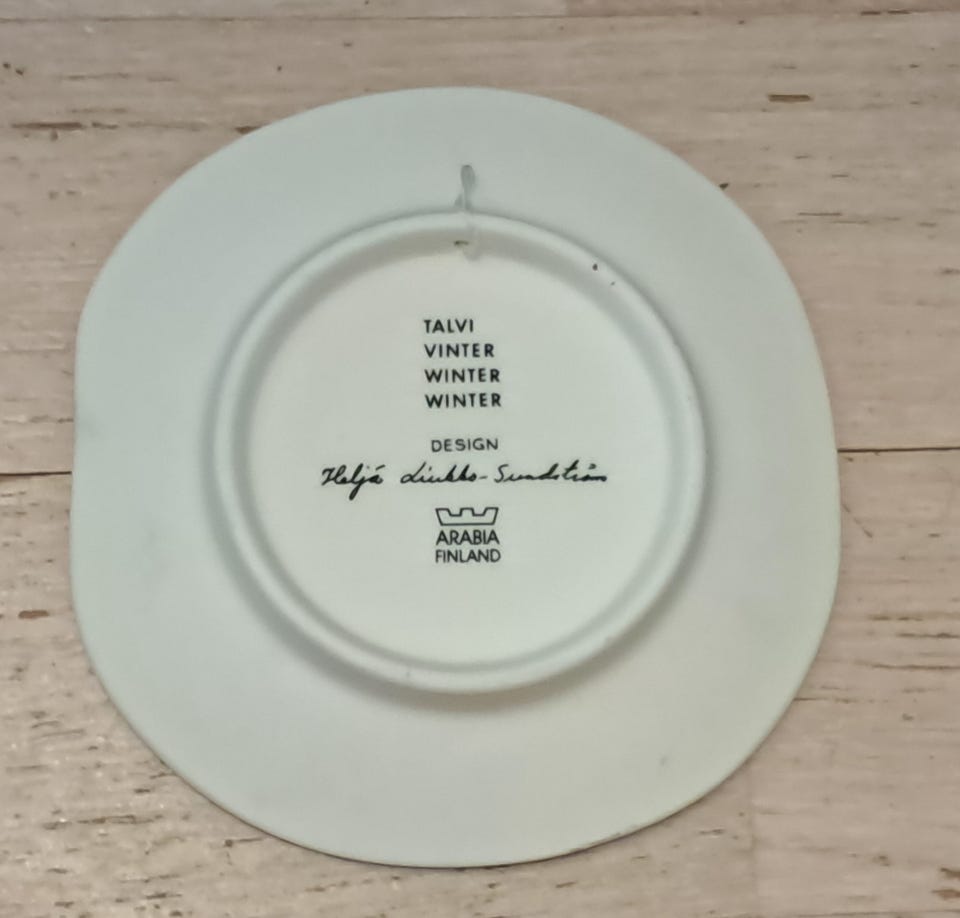 TALVI
VINTER
WINTER
WINTER
DESIGN
Heljä Liukko-Sundström
ARABIA
FINLAND